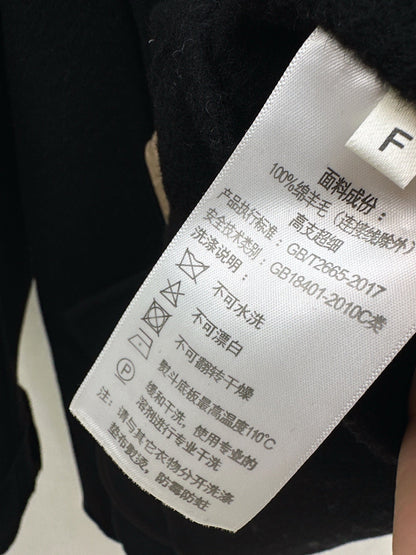 F
面料成份：
100%绵羊毛（连接线除外）
高支超细
产品执行标准：GB/T2665-2017
安全技术类别：GB18401-2010C类
洗涤说明：
不可水洗
不可漂白
不可翻转干燥
熨斗底板最高温度110℃
P 缓和干洗，使用专业的
溶剂进行专业干洗
注：请与其它衣物分开洗涤
垫布熨烫，防霉防蛀